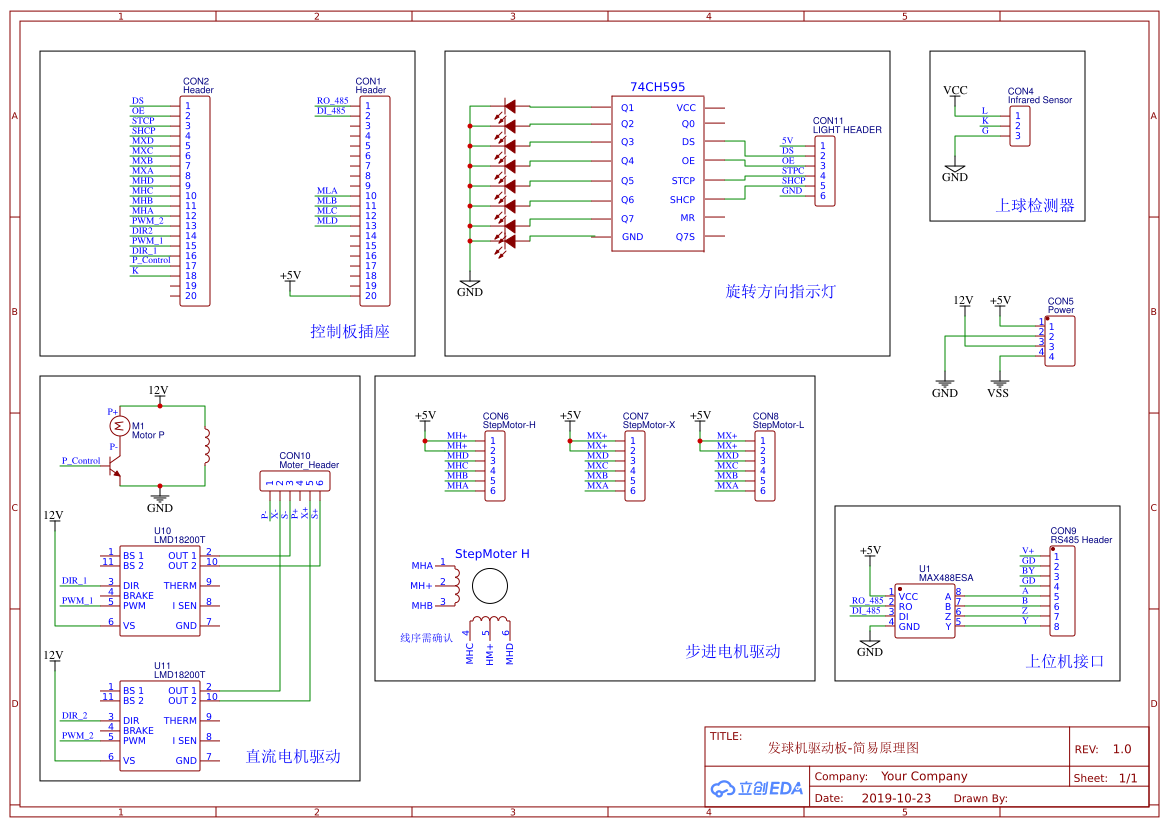 1 2 3 4 5
A
B
C
D
CON2
Header
DS 1
OE 2
STCP 3
SHCP 4
MXD 5
MXC 6
MXB 7
MXA 8
MHD 9
MHC 10
MHB 11
MHA 12
PWM_2 13
DIR2 14
PWM_1 15
DIR_1 16
P_Control 17
K 18
19
20
CON1
Header
RO_485 1
DI_485 2
3
4
5
6
7
8
9
MLA 10
MLB 11
MLC 12
MLD 13
14
15
16
17
18
19
+5V 20
控制板插座
74CH595
Q1 VCC
Q2 Q0
Q3 DS
Q4 OE
Q5 STCP
Q6 SHCP
Q7 MR
GND Q7S
GND
CON11
LIGHT HEADER
5V 1
DS 2
OE 3
STPC 4
SHCP 5
GND 6
旋转方向指示灯
VCC
CON4
Infrared Sensor
L 1
K 2
G 3
GND
上球检测器
12V +5V
CON5
Power
1 1
2 2
3 3
4 4
GND VSS
12V
P+
M
M1
Motor P
P-
P_Control
GND
CON10
Moter_Header
1 2 3 4 5 6
P- X- S- P+ X+ S+
12V
U10
LMD18200T
1 BS 1 OUT 1 2
11 BS 2 OUT 2 10
DIR_1 3 DIR THERM 9
4 BRAKE
PWM_1 5 PWM I SEN 8
6 VS GND 7
12V
U11
LMD18200T
1 BS 1 OUT 1 2
11 BS 2 OUT 2 10
DIR_2 3 DIR THERM 9
4 BRAKE
PWM_2 5 PWM I SEN 8
6 VS GND 7
直流电机驱动
+5V
CON6
StepMotor-H
MH+ 1
MH+ 2
MHD 3
MHC 4
MHB 5
MHA 6
+5V
CON7
StepMotor-X
MX+ 1
MX+ 2
MXD 3
MXC 4
MXB 5
MXA 6
+5V
CON8
StepMotor-L
MX+ 1
MX+ 2
MXD 3
MXC 4
MXB 5
MXA 6
StepMoter H
MHA 1
MH+ 2
MHB 3
4 5 6
MHC HM+ MHD
线序需确认
步进电机驱动
+5V
U1
MAX488ESA
1 VCC A 8
RO_485 2 RO B 7
DI_485 3 DI Z 6
4 GND Y 5
GND
CON9
RS485 Header
V+ 1
GD 2
BY 3
GD 4
A 5
B 6
Z 7
Y 8
上位机接口
TITLE:
发球机驱动板-简易原理图
REV: 1.0
立创EDA
Company: Your Company
Sheet: 1/1
Date: 2019-10-23 Drawn By:
A
B
C
D
1 2 3 4 5